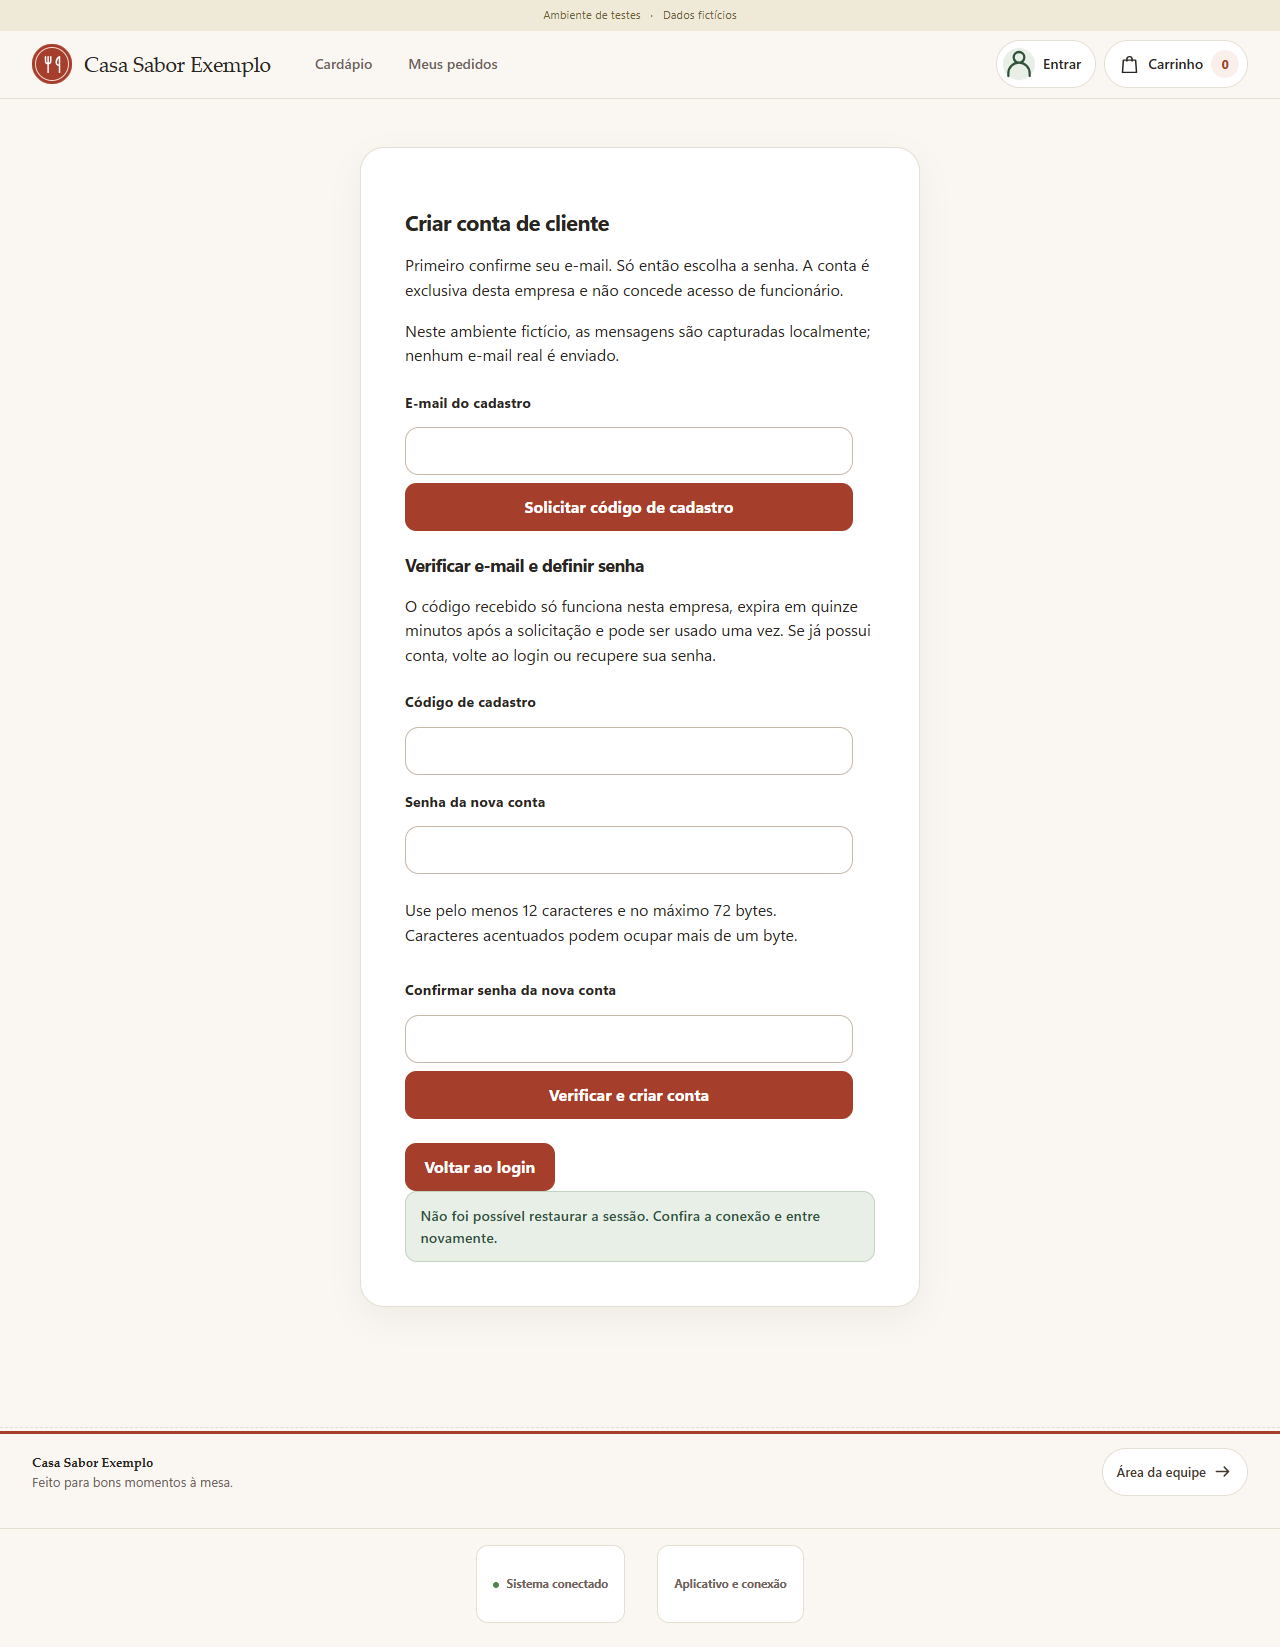 Ambiente de testes · Dados fictícios
Casa Sabor Exemplo
Cardápio
Meus pedidos
Entrar
Carrinho
0
Criar conta de cliente
Primeiro confirme seu e-mail. Só então escolha a senha. A conta é
exclusiva desta empresa e não concede acesso de funcionário.
Neste ambiente fictício, as mensagens são capturadas localmente;
nenhum e-mail real é enviado.
E-mail do cadastro
Solicitar código de cadastro
Verificar e-mail e definir senha
O código recebido só funciona nesta empresa, expira em quinze
minutos após a solicitação e pode ser usado uma vez. Se já possui
conta, volte ao login ou recupere sua senha.
Código de cadastro
Senha da nova conta
Use pelo menos 12 caracteres e no máximo 72 bytes.
Caracteres acentuados podem ocupar mais de um byte.
Confirmar senha da nova conta
Verificar e criar conta
Voltar ao login
Não foi possível restaurar a sessão. Confira a conexão e entre
novamente.
Casa Sabor Exemplo
Feito para bons momentos à mesa.
Área da equipe
Sistema conectado
Aplicativo e conexão